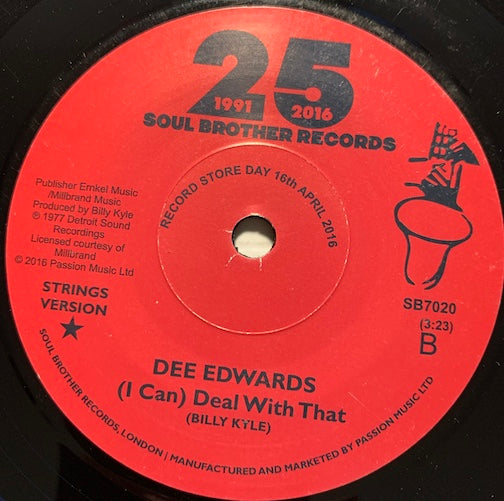 25
1991 2016
SOUL BROTHER RECORDS
RECORD STORE DAY 16th APRIL 2016
Publisher Emkel Music
/Millbrand Music
Produced by Billy Kyle
℗ 1977 Detroit Sound
Recordings
Licensed courtesy of
Millbrand
© 2016 Passion Music Ltd
STRINGS
VERSION
SB7020
(3:23)
B
DEE EDWARDS
(I Can) Deal With That
(BILLY KYLE)
SOUL BROTHER RECORDS, LONDON | MANUFACTURED AND MARKETED BY PASSION MUSIC LTD